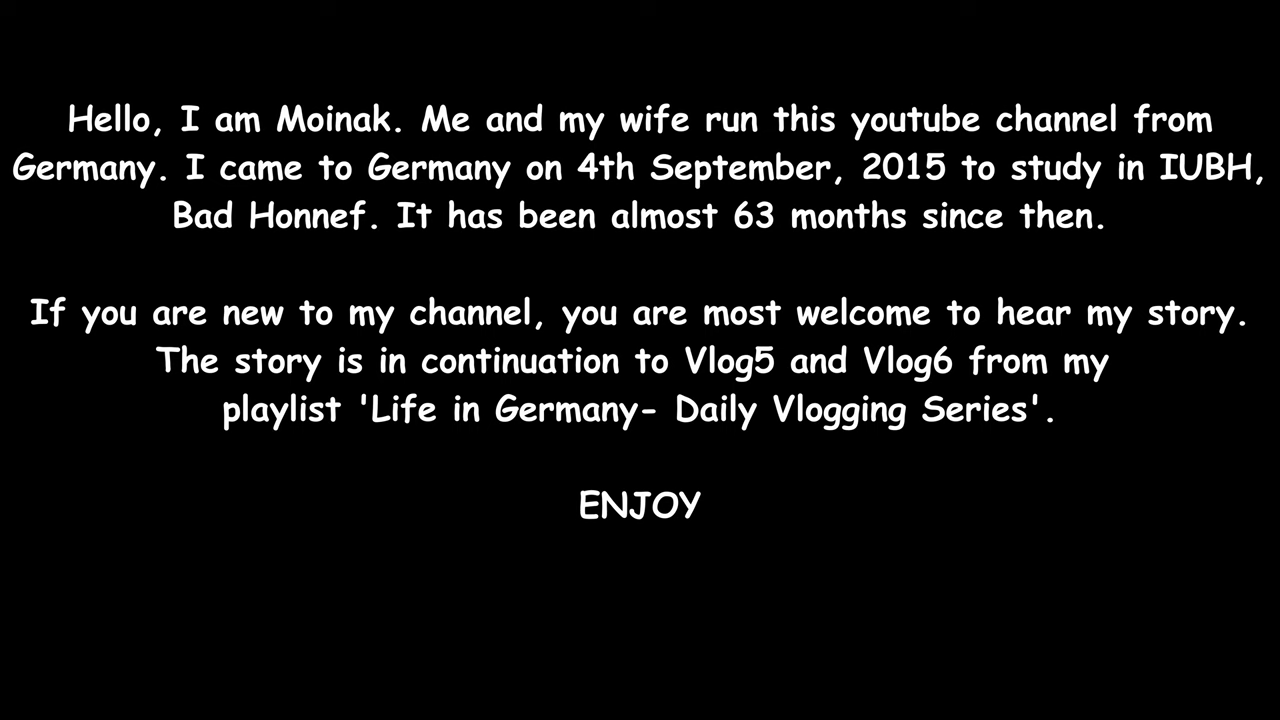 Hello, I am Moinak. Me and my wife run this youtube channel from
Germany. I came to Germany on 4th September, 2015 to study in IUBH,
Bad Honnef. It has been almost 63 months since then.
If you are new to my channel, you are most welcome to hear my story.
The story is in continuation to Vlog5 and Vlog6 from my
playlist 'Life in Germany- Daily Vlogging Series'.
ENJOY